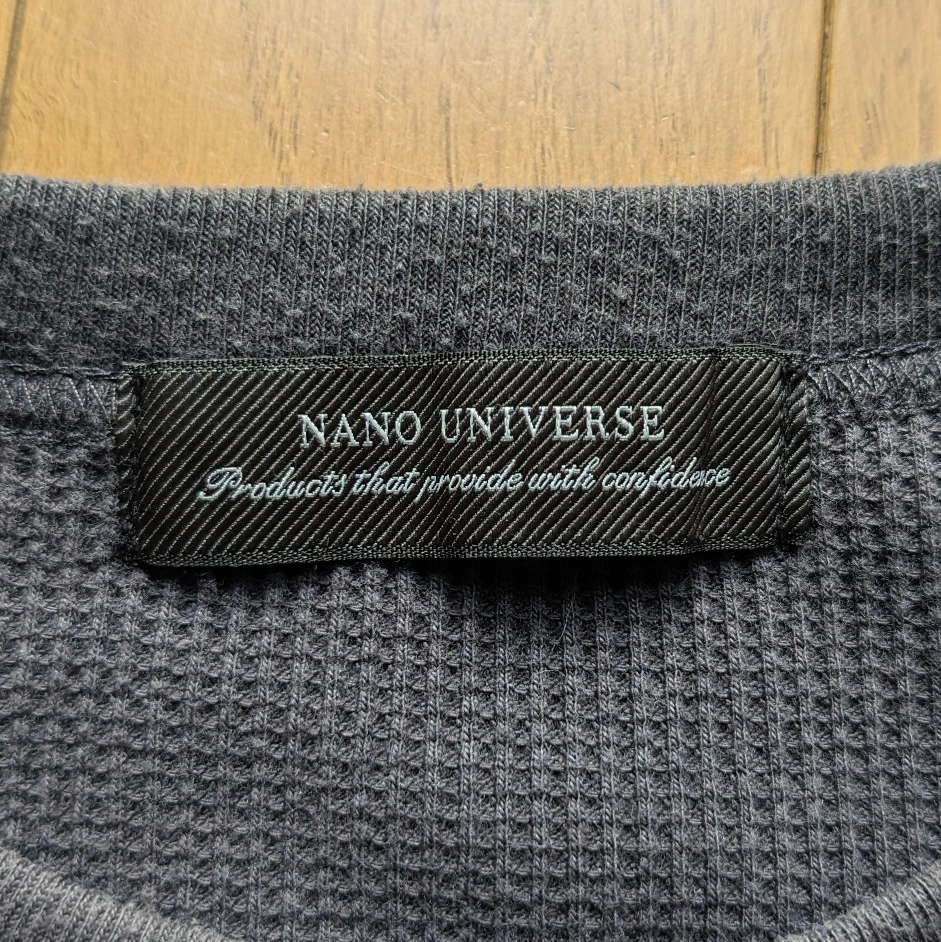 NANO UNIVERSE
Products that provide with confidence